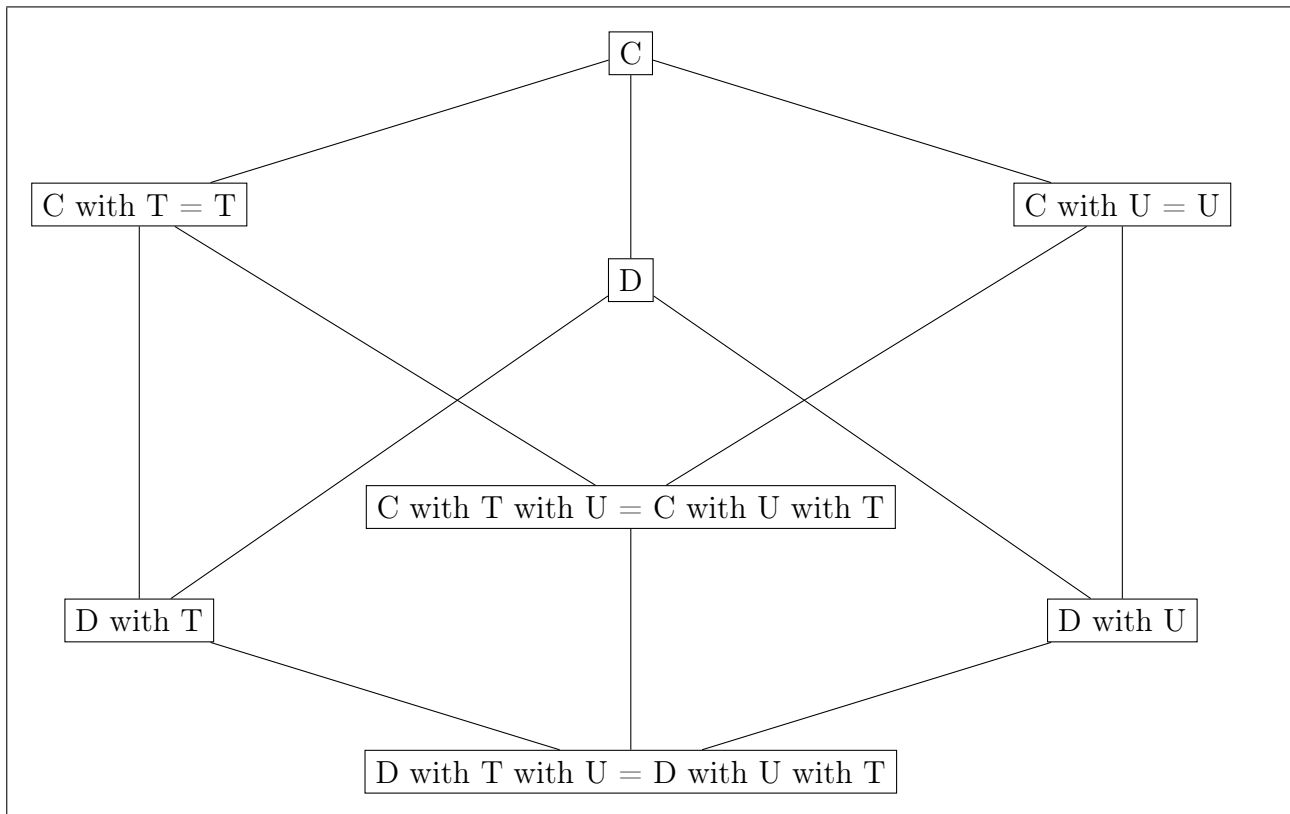 C
C with T = T
C with U = U
D
C with T with U = C with U with T
D with T
D with U
D with T with U = D with U with T